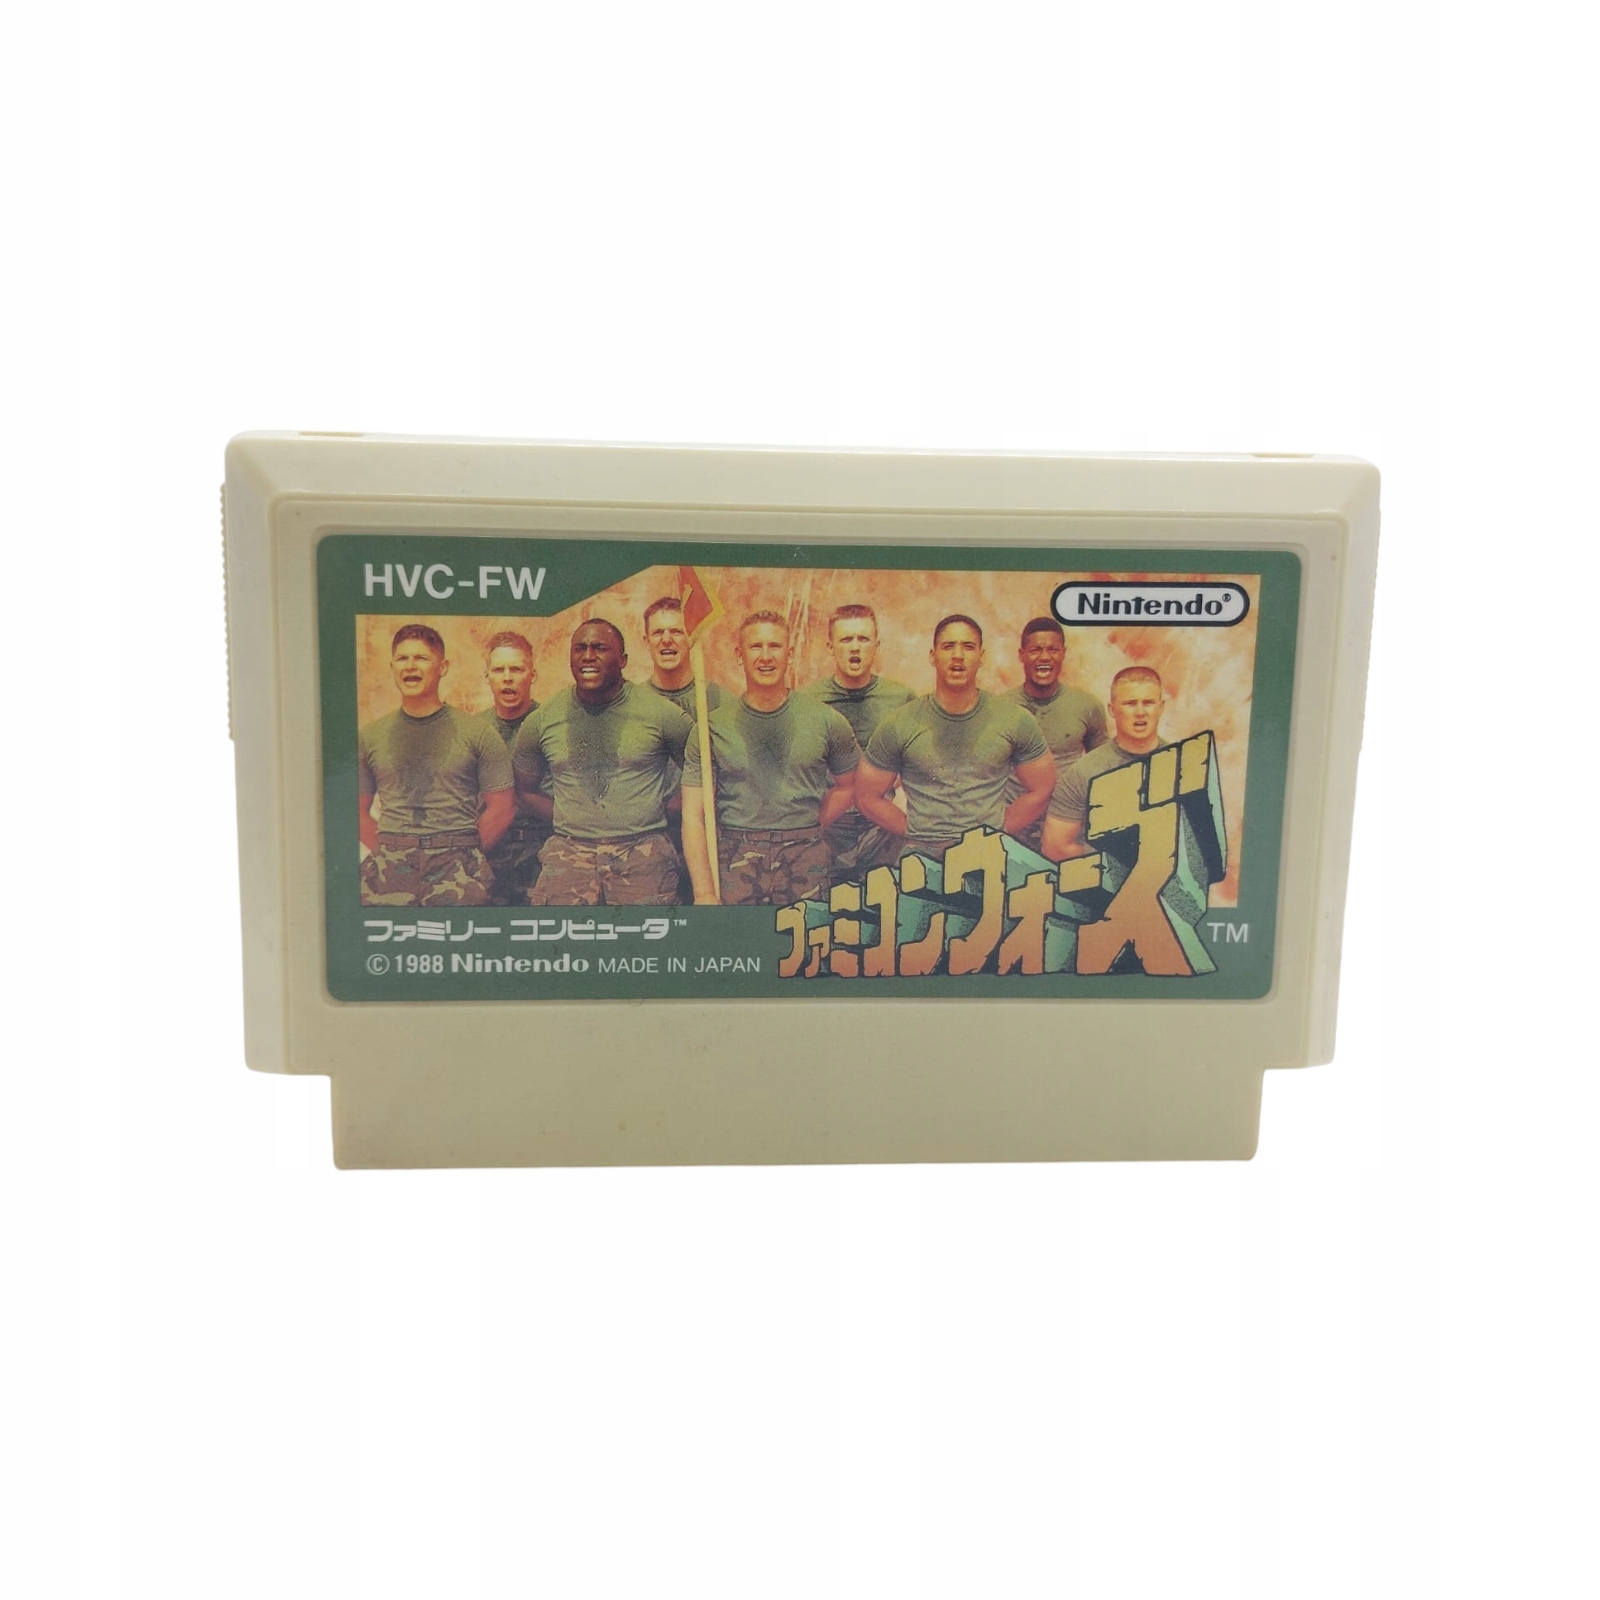 HVC-FW
Nintendo®
ファミリー コンピュータ™
© 1988 Nintendo MADE IN JAPAN
ファミコンウォーズ TM